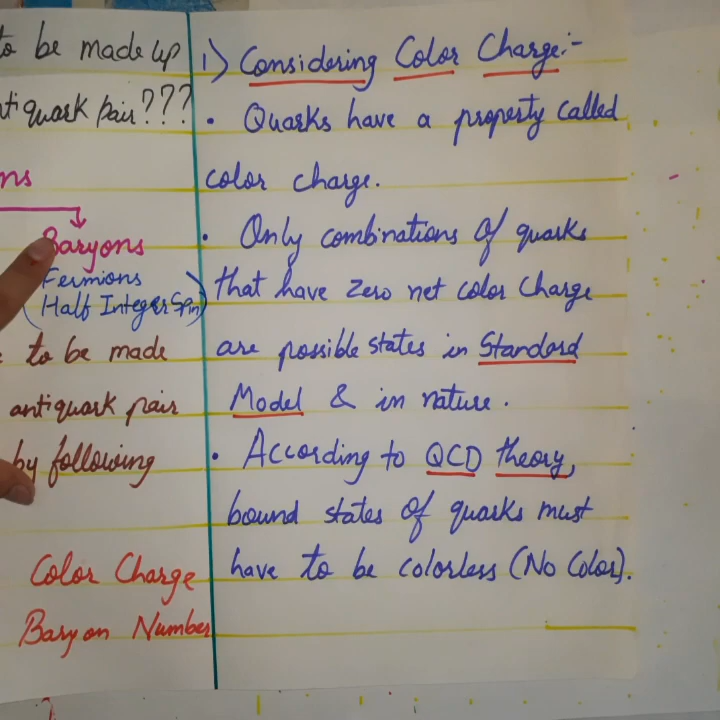 to be made up
nti quark pair???
ns
Baryons
Fermions
(Half Integer Spin)
to be made
antiquark pair
by following
Color Charge
Baryon Number
1) Considering Color Charge:-
• Quarks have a property called
color charge.
• Only combinations of quarks
that have zero net color charge
are possible states in Standard
Model & in nature.
• According to QCD theory,
bound states of quarks must
have to be colorless (No Color).